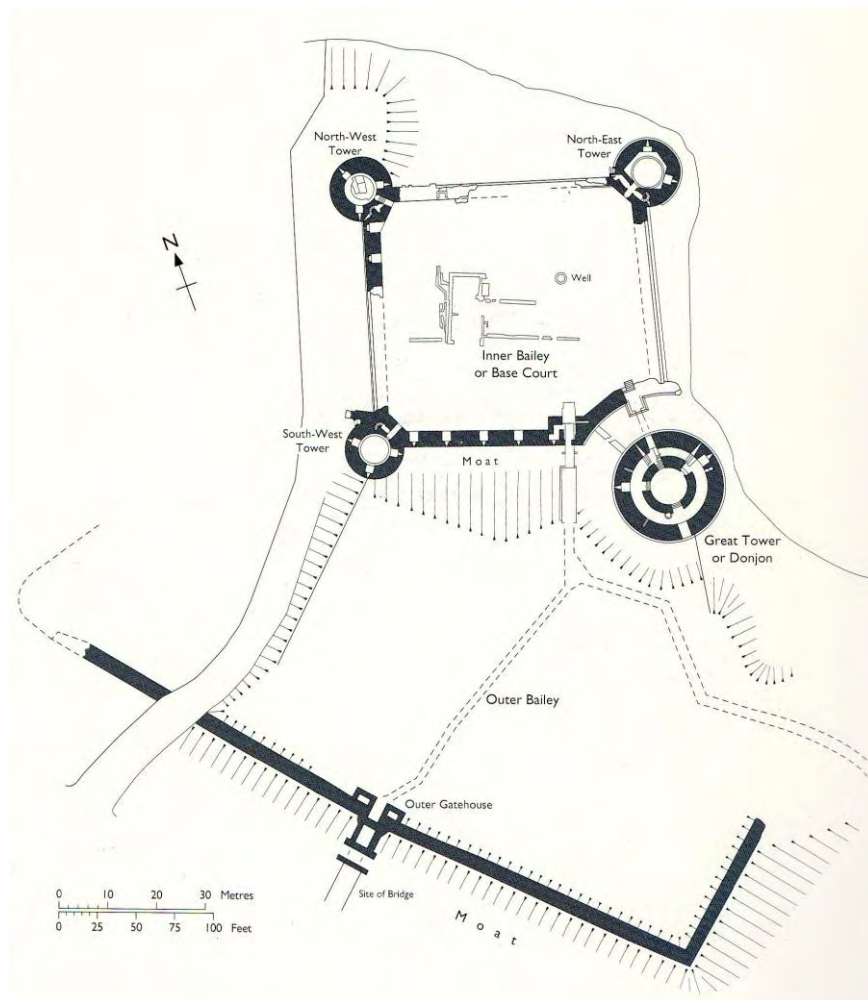 North-West
Tower
North-East
Tower
N
Well
Inner Bailey
or Base Court
South-West
Tower
Moat
Great Tower
or Donjon
Outer Bailey
Outer Gatehouse
Site of Bridge
0 10 20 30 Metres
0 25 50 75 100 Feet
Moat